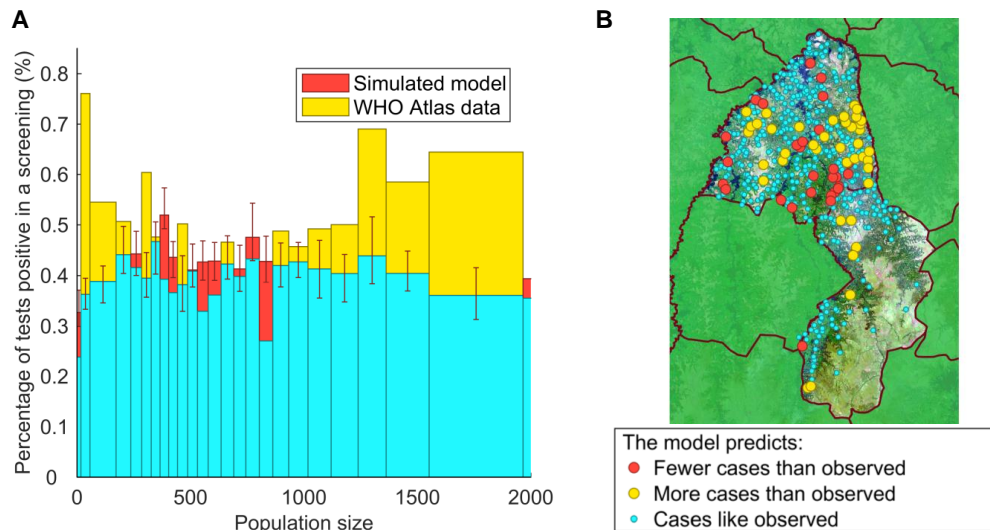 A
Percentage of tests positive in a screening (%)
0.8
0.7
0.6
0.5
0.4
0.3
0.2
0.1
0
Simulated model
WHO Atlas data
0 500 1000 1500 2000
Population size
B
The model predicts:
Fewer cases than observed
More cases than observed
Cases like observed